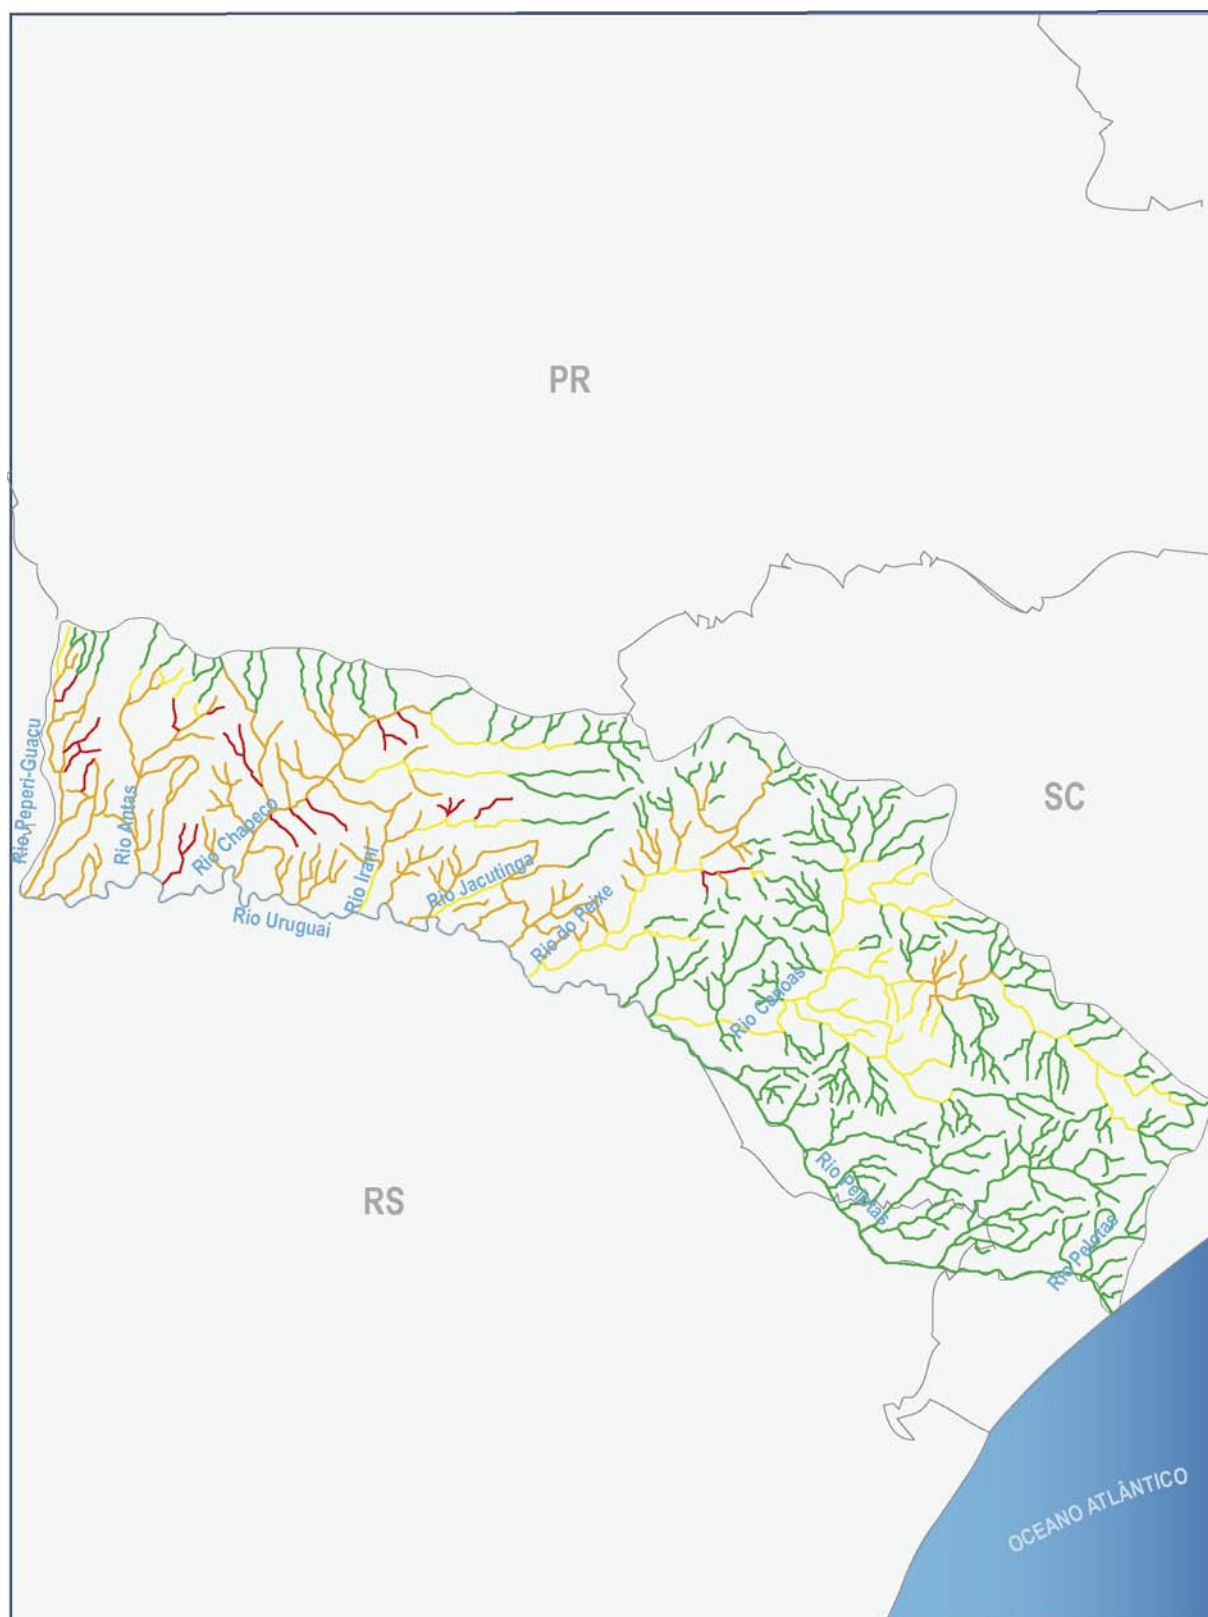 PR
SC
Rio Peperi-Guaçu
Rio Antas
Rio Chapecó
Rio Irani
Rio Jacutinga
Rio do Peixe
Rio Uruguai
Rio Canoas
Rio Pelotas
RS
Rio Pelotas
OCEANO ATLÂNTICO